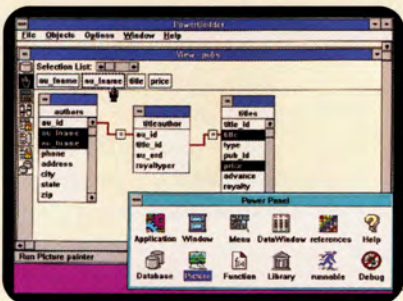 PowerBuilder
File Objects Options Window Help
View - pubs
Selection List:
au_fname au_lname title price
authors
au_id
au_lname
au_fname
phone
address
city
state
zip
titleauthor
au_id
title_id
au_ord
royaltyper
titles
title_id
title
type
pub_id
price
advance
royalty
Power Panel
Application Window Menu DataWindow references Help
Database Picture Function Library runnable Debug
Run Picture painter